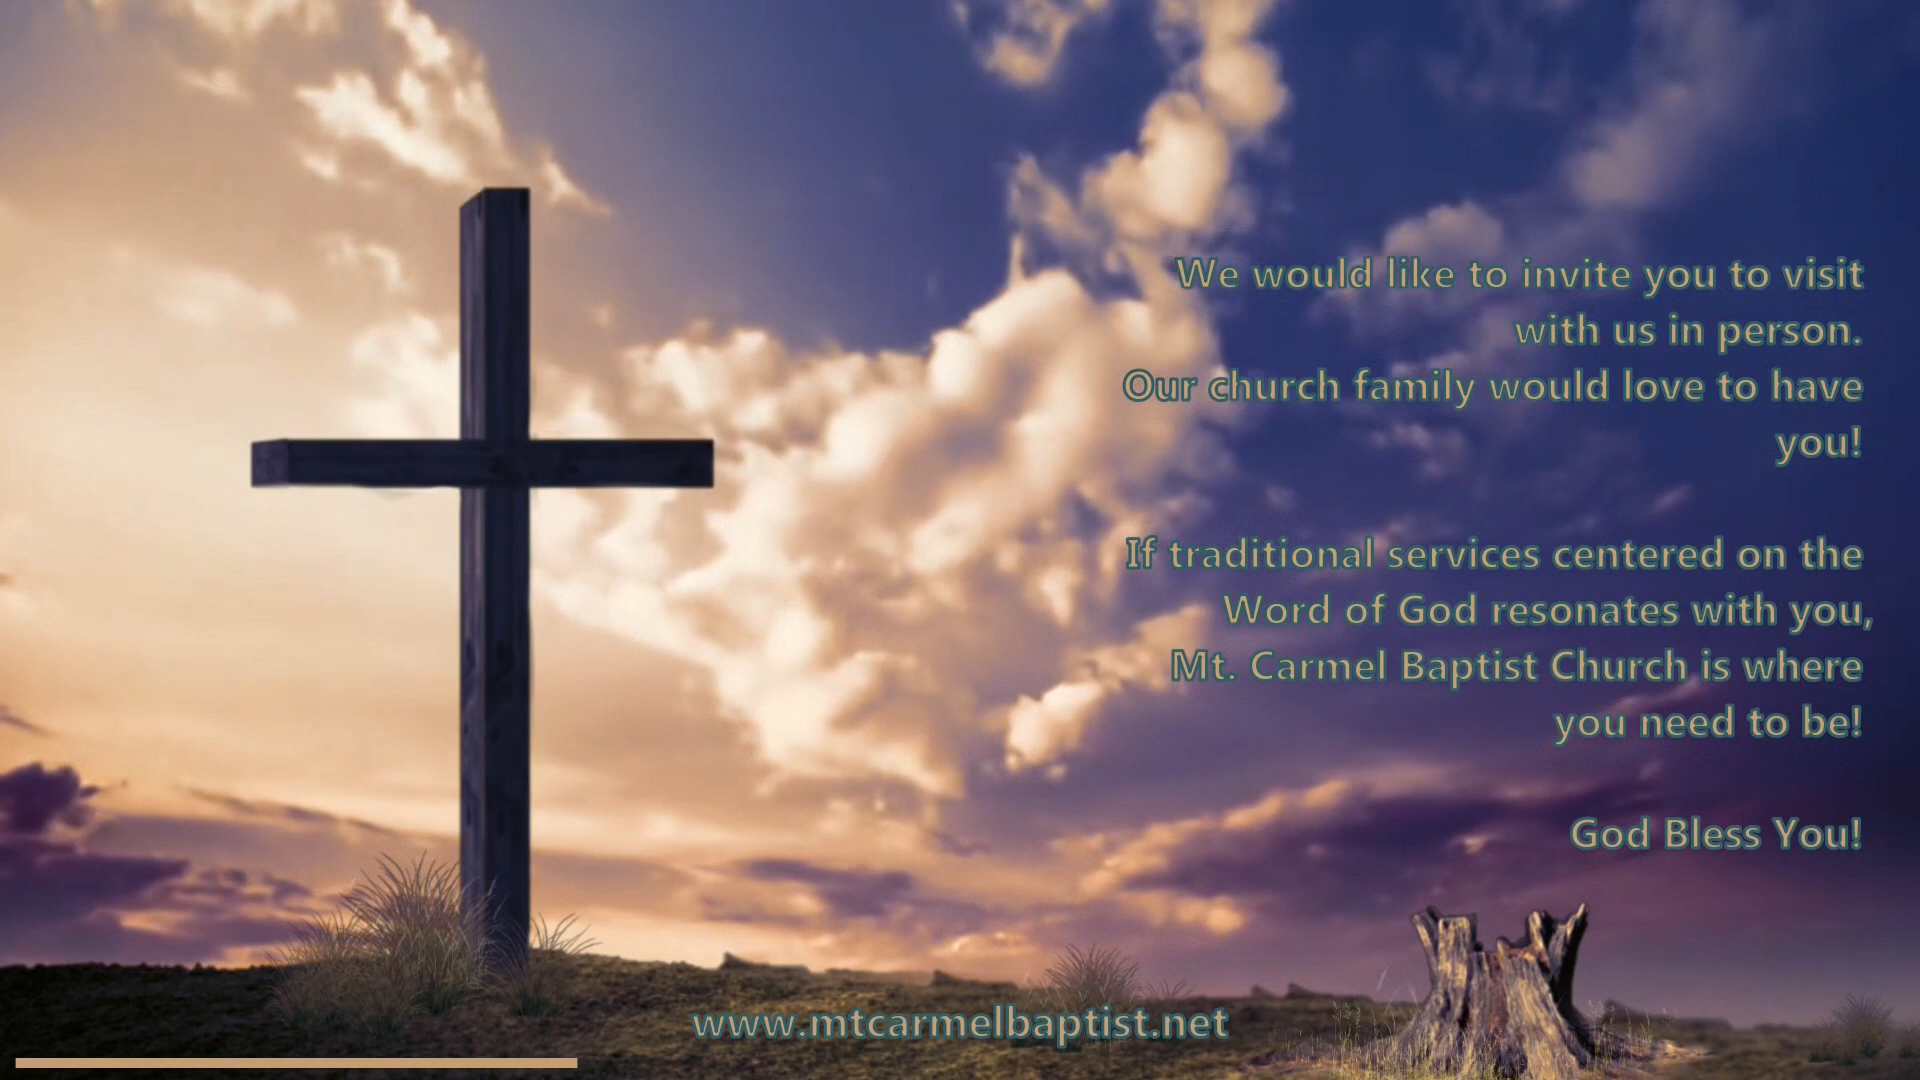 We would like to invite you to visit
with us in person.
Our church family would love to have
you!
If traditional services centered on the
Word of God resonates with you,
Mt. Carmel Baptist Church is where
you need to be!
God Bless You!
www.mtcarmelbaptist.net